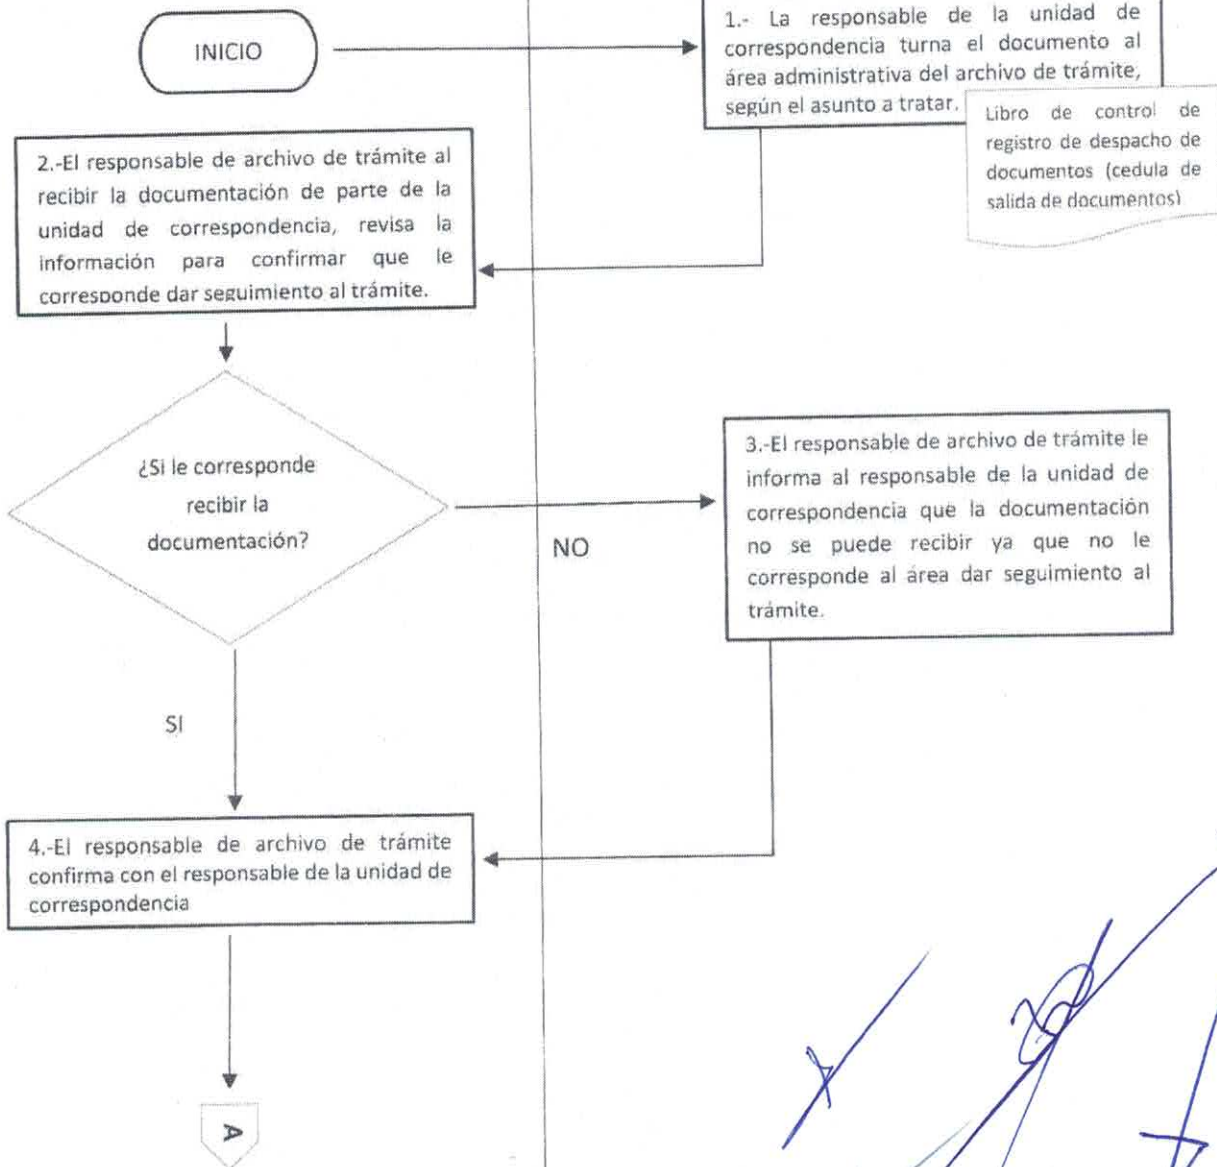 INICIO
1.- La responsable de la unidad de
correspondencia turna el documento al
área administrativa del archivo de trámite,
según el asunto a tratar.
Libro de control de
registro de despacho de
documentos (cedula de
salida de documentos)
2.-El responsable de archivo de trámite al
recibir la documentación de parte de la
unidad de correspondencia, revisa la
información para confirmar que le
corresponde dar seguimiento al trámite.
¿Si le corresponde
recibir la
documentación?
NO
3.-El responsable de archivo de trámite le
informa al responsable de la unidad de
correspondencia que la documentación
no se puede recibir ya que no le
corresponde al área dar seguimiento al
trámite.
SI
4.-El responsable de archivo de trámite
confirma con el responsable de la unidad de
correspondencia
A